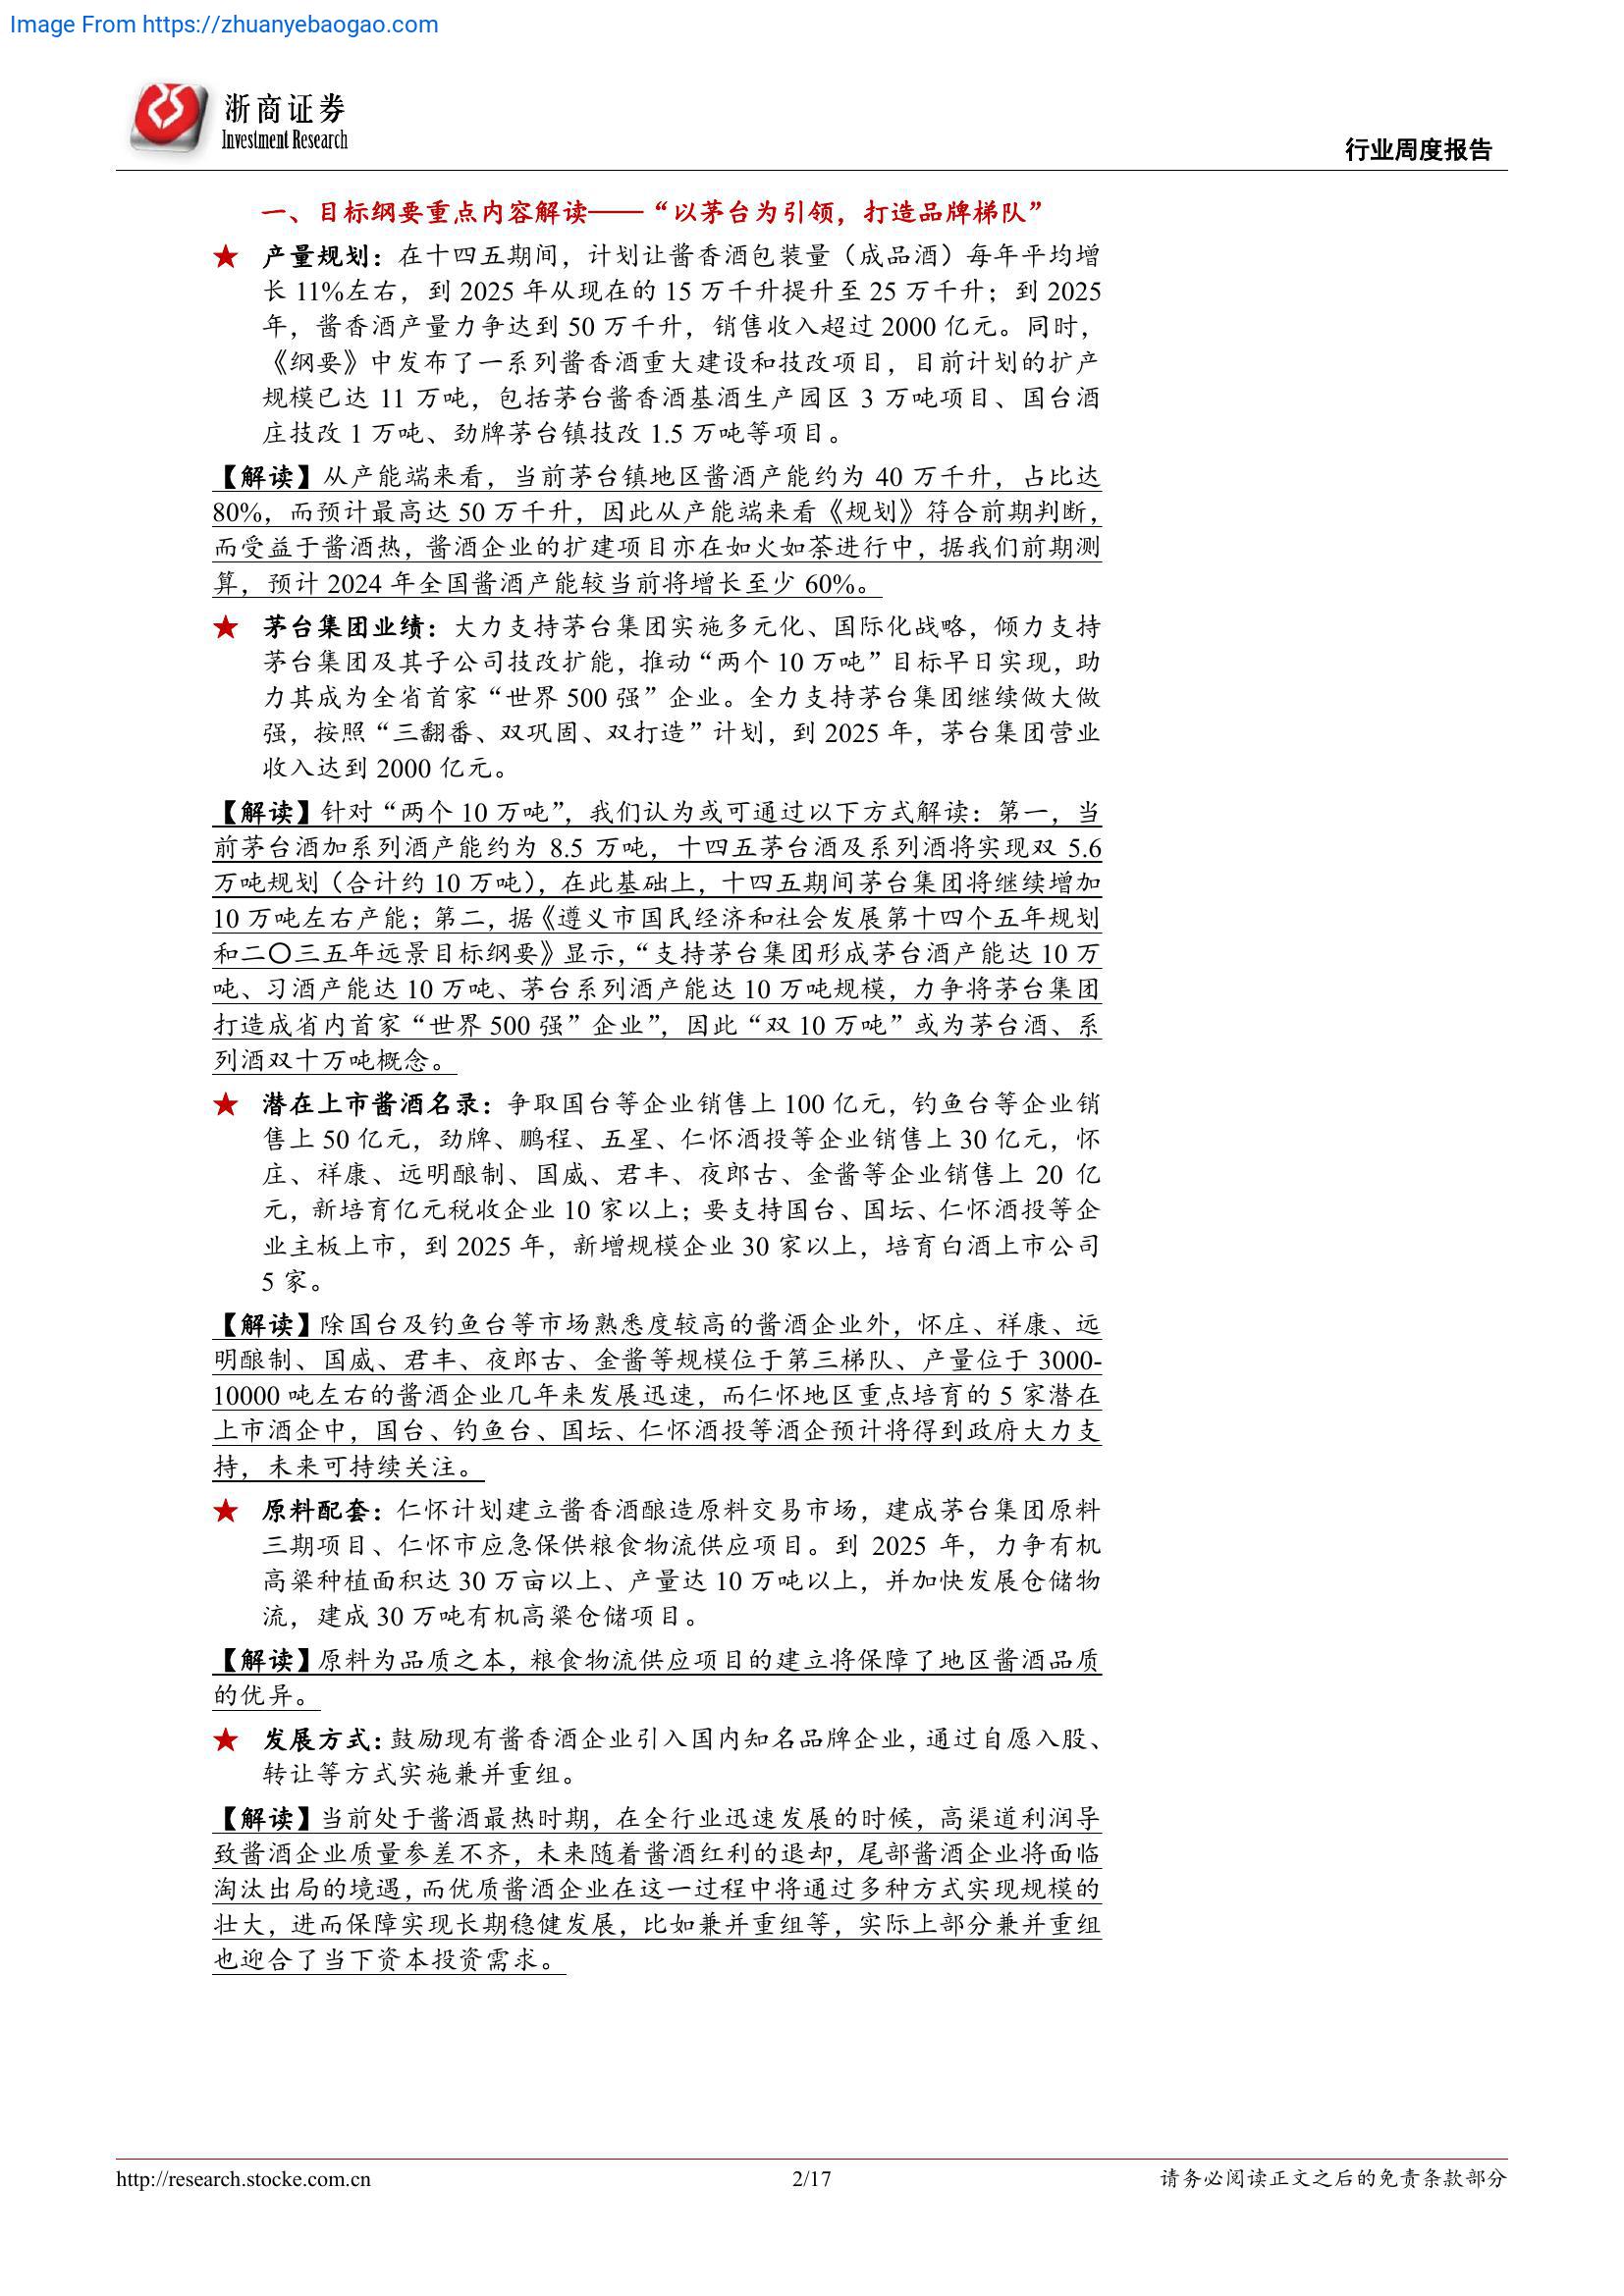 Image From https://zhuanyebaogao.com
浙商证券
Investment Research
行业周度报告
一、目标纲要重点内容解读——“以茅台为引领，打造品牌梯队”
★ 产量规划：在十四五期间，计划让酱香酒包装量（成品酒）每年平均增
长 11%左右，到 2025 年从现在的 15 万千升提升至 25 万千升；到 2025
年，酱香酒产量力争达到 50 万千升，销售收入超过 2000 亿元。同时，
《纲要》中发布了一系列酱香酒重大建设和技改项目，目前计划的扩产
规模已达 11 万吨，包括茅台酱香酒基酒生产园区 3 万吨项目、国台酒
庄技改 1 万吨、劲牌茅台镇技改 1.5 万吨等项目。
【解读】从产能端来看，当前茅台镇地区酱酒产能约为 40 万千升，占比达
80%，而预计最高达 50 万千升，因此从产能端来看《规划》符合前期判断，
而受益于酱酒热，酱酒企业的扩建项目亦在如火如荼进行中，据我们前期测
算，预计 2024 年全国酱酒产能较当前将增长至少 60%。
★ 茅台集团业绩：大力支持茅台集团实施多元化、国际化战略，倾力支持
茅台集团及其子公司技改扩能，推动“两个 10 万吨”目标早日实现，助
力其成为全省首家“世界 500 强”企业。全力支持茅台集团继续做大做
强，按照“三翻番、双巩固、双打造”计划，到 2025 年，茅台集团营业
收入达到 2000 亿元。
【解读】针对“两个 10 万吨”，我们认为或可通过以下方式解读：第一，当
前茅台酒加系列酒产能约为 8.5 万吨，十四五茅台酒及系列酒将实现双 5.6
万吨规划（合计约 10 万吨），在此基础上，十四五期间茅台集团将继续增加
10 万吨左右产能；第二，据《遵义市国民经济和社会发展第十四个五年规划
和二〇三五年远景目标纲要》显示，“支持茅台集团形成茅台酒产能达 10 万
吨、习酒产能达 10 万吨、茅台系列酒产能达 10 万吨规模，力争将茅台集团
打造成省内首家“世界 500 强”企业”，因此“双 10 万吨”或为茅台酒、系
列酒双十万吨概念。
★ 潜在上市酱酒名录：争取国台等企业销售上 100 亿元，钓鱼台等企业销
售上 50 亿元，劲牌、鹏程、五星、仁怀酒投等企业销售上 30 亿元，怀
庄、祥康、远明酿制、国威、君丰、夜郎古、金酱等企业销售上 20 亿
元，新培育亿元税收企业 10 家以上；要支持国台、国坛、仁怀酒投等企
业主板上市，到 2025 年，新增规模企业 30 家以上，培育白酒上市公司
5 家。
【解读】除国台及钓鱼台等市场熟悉度较高的酱酒企业外，怀庄、祥康、远
明酿制、国威、君丰、夜郎古、金酱等规模位于第三梯队、产量位于 3000-
10000 吨左右的酱酒企业几年来发展迅速，而仁怀地区重点培育的 5 家潜在
上市酒企中，国台、钓鱼台、国坛、仁怀酒投等酒企预计将得到政府大力支
持，未来可持续关注。
★ 原料配套：仁怀计划建立酱香酒酿造原料交易市场，建成茅台集团原料
三期项目、仁怀市应急保供粮食物流供应项目。到 2025 年，力争有机
高粱种植面积达 30 万亩以上、产量达 10 万吨以上，并加快发展仓储物
流，建成 30 万吨有机高粱仓储项目。
【解读】原料为品质之本，粮食物流供应项目的建立将保障了地区酱酒品质
的优异。
★ 发展方式：鼓励现有酱香酒企业引入国内知名品牌企业，通过自愿入股、
转让等方式实施兼并重组。
【解读】当前处于酱酒最热时期，在全行业迅速发展的时候，高渠道利润导
致酱酒企业质量参差不齐，未来随着酱酒红利的退却，尾部酱酒企业将面临
淘汰出局的境遇，而优质酱酒企业在这一过程中将通过多种方式实现规模的
壮大，进而保障实现长期稳健发展，比如兼并重组等，实际上部分兼并重组
也迎合了当下资本投资需求。
http://research.stocke.com.cn
2/17
请务必阅读正文之后的免责条款部分